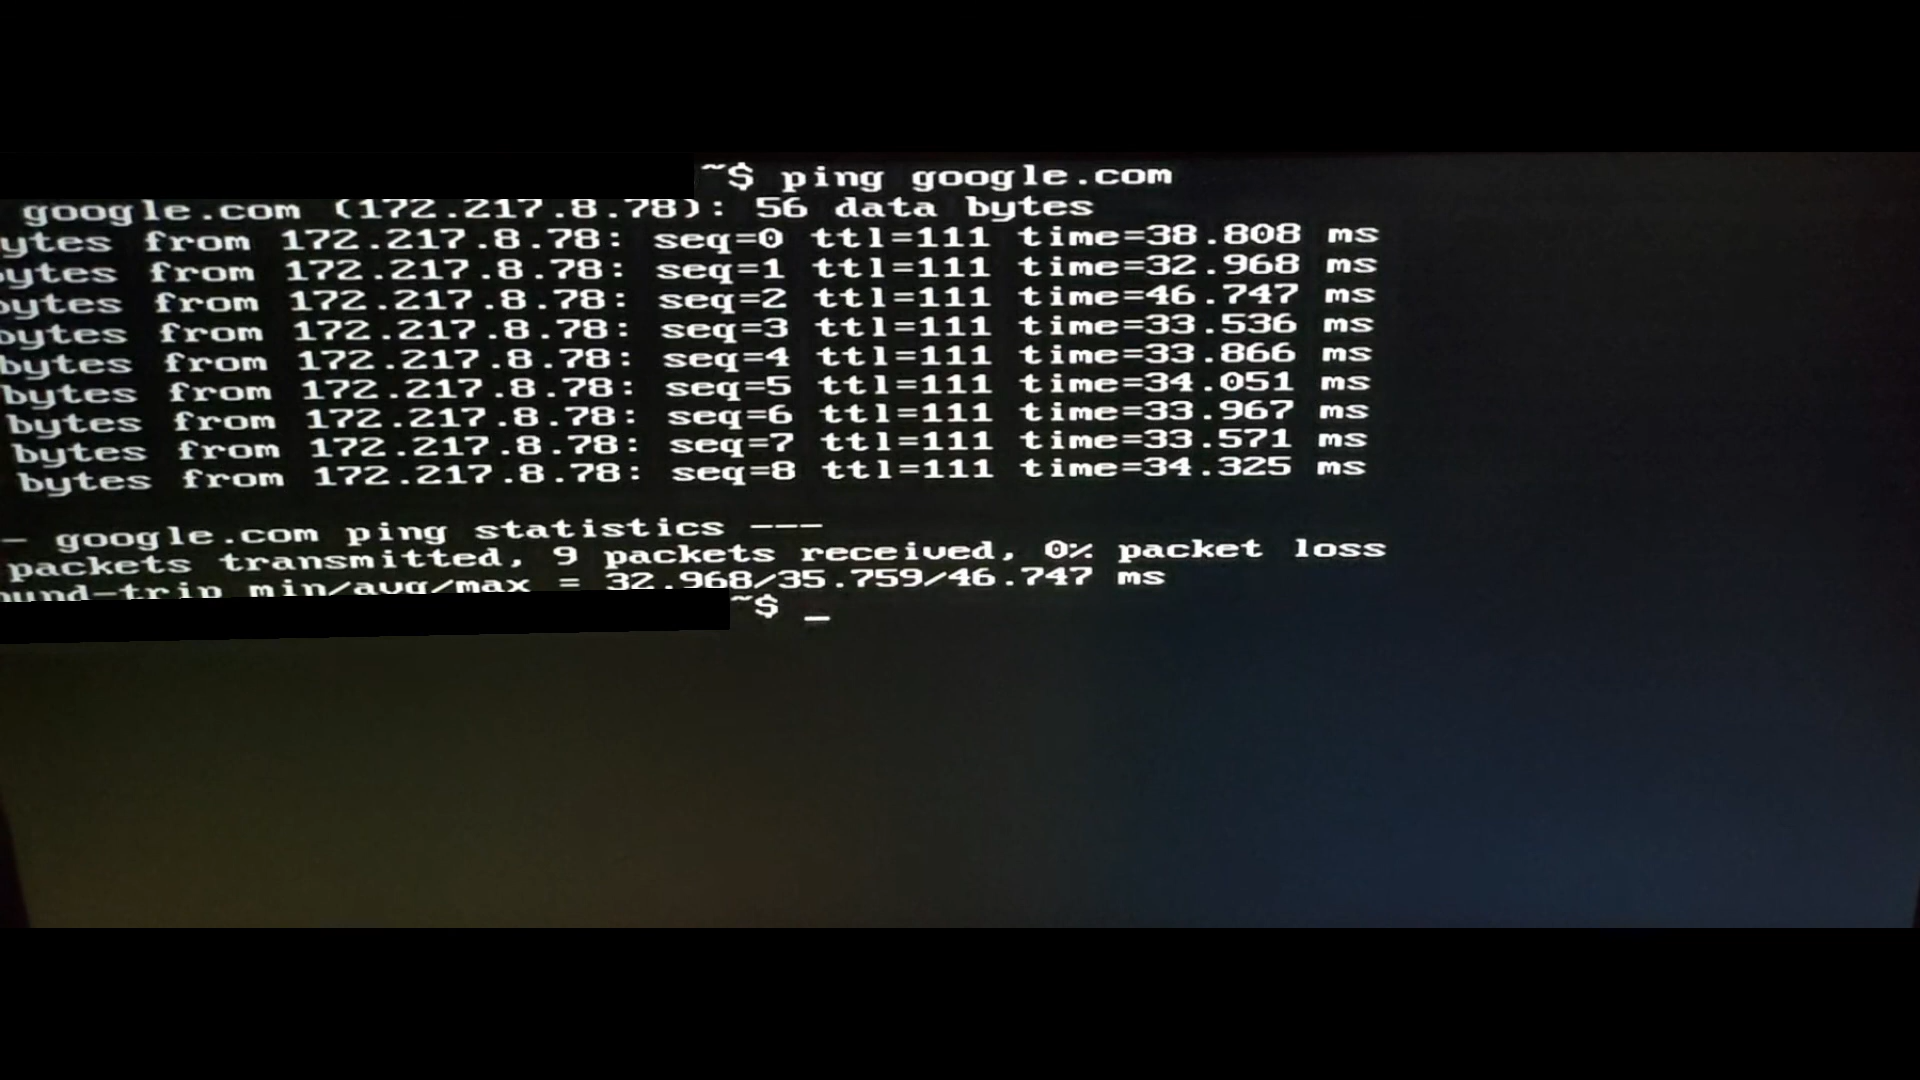 ~$ ping google.com
google.com (172.217.8.78): 56 data bytes
ytes from 172.217.8.78: seq=0 ttl=111 time=38.808 ms
bytes from 172.217.8.78: seq=1 ttl=111 time=32.968 ms
bytes from 172.217.8.78: seq=2 ttl=111 time=46.747 ms
bytes from 172.217.8.78: seq=3 ttl=111 time=33.536 ms
bytes from 172.217.8.78: seq=4 ttl=111 time=33.866 ms
bytes from 172.217.8.78: seq=5 ttl=111 time=34.051 ms
bytes from 172.217.8.78: seq=6 ttl=111 time=33.967 ms
bytes from 172.217.8.78: seq=7 ttl=111 time=33.571 ms
bytes from 172.217.8.78: seq=8 ttl=111 time=34.325 ms
- google.com ping statistics ---
packets transmitted, 9 packets received, 0% packet loss
ound-trip min/avg/max = 32.968/35.759/46.747 ms
~$ _